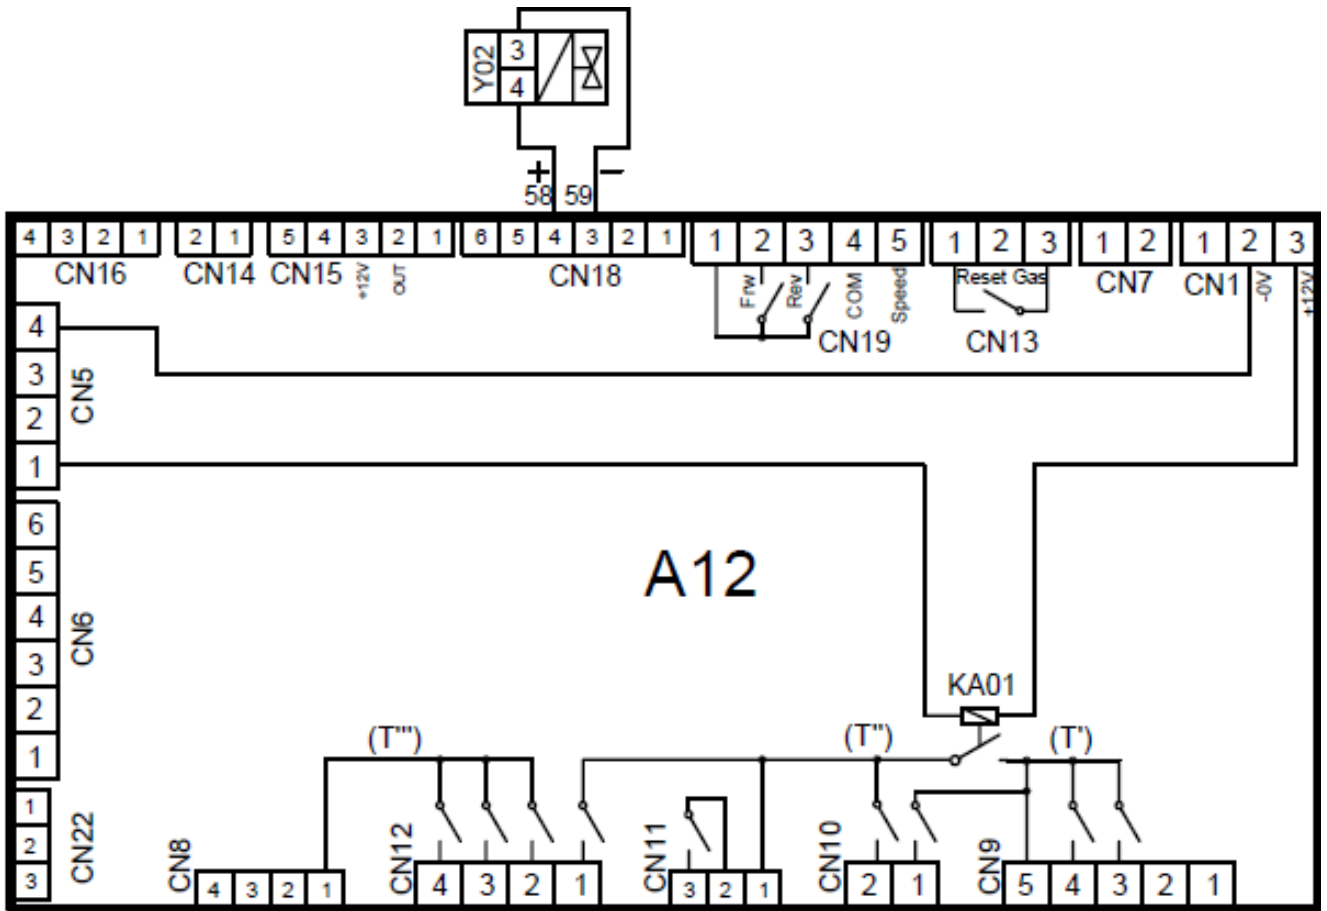 Y02 3
4
+ −
58 59
4 3 2 1 2 1 5 4 3 2 1 6 5 4 3 2 1 1 2 3 4 5 1 2 3 1 2 1 2 3
CN16 CN14 CN15 +12V OUT CN18 Frw Rev COM Speed Reset Gas CN7 CN1 -0V +12V
CN19 CN13
4
3
2
1
CN5
6
5
4
3
2
1
CN6
A12
KA01
(T''') (T'') (T')
1
2
3
CN22
CN8 CN12 CN11 CN10 CN9
4 3 2 1 4 3 2 1 3 2 1 2 1 5 4 3 2 1